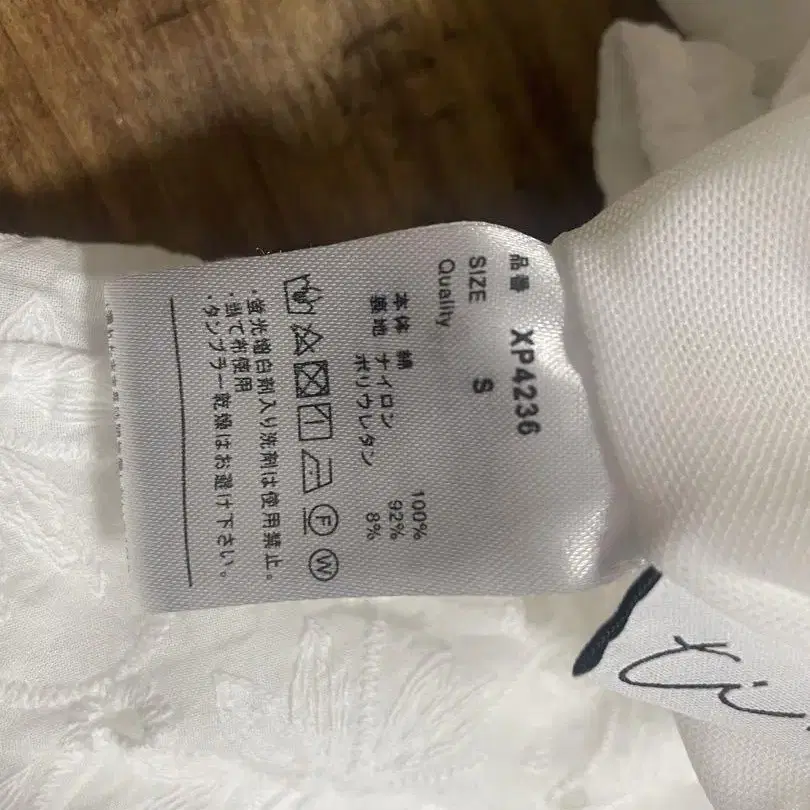 品番 XP4236
SIZE S
Quality
本体 綿 100%
基地 ナイロン 92%
ポリウレタン 8%
F W
・蛍光増白剤入り洗剤は使用禁止。
・当て布使用
・タンブラー乾燥はお避け下さい。